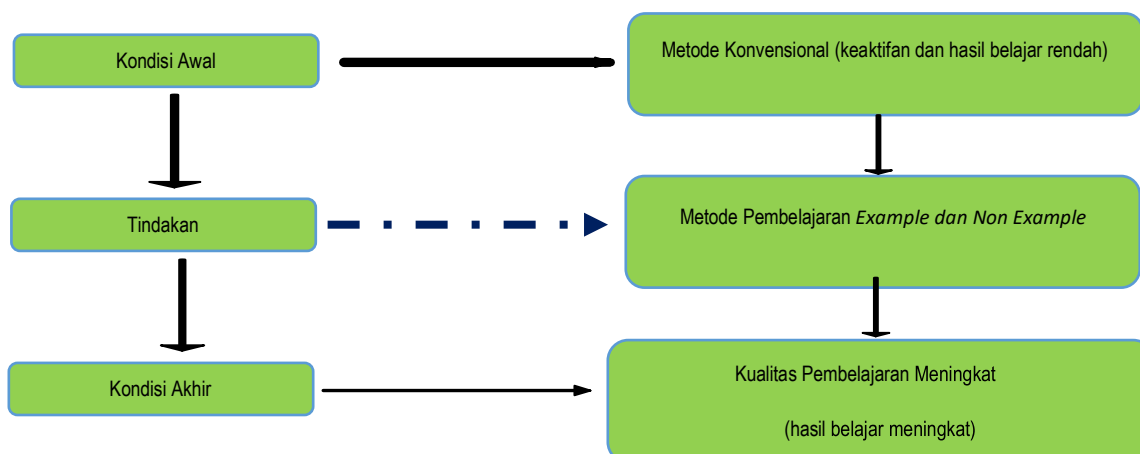 Kondisi Awal
Metode Konvensional (keaktifan dan hasil belajar rendah)
Tindakan
Metode Pembelajaran Example dan Non Example
Kondisi Akhir
Kualitas Pembelajaran Meningkat
(hasil belajar meningkat)